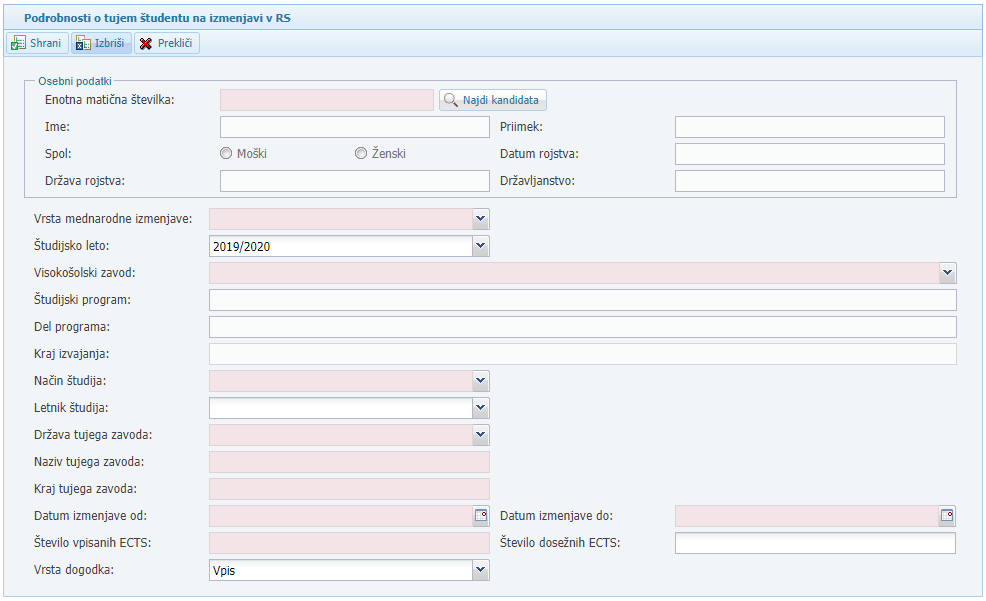 Podrobnosti o tujem študentu na izmenjavi v RS
Shrani Izbriši Prekliči
Osebni podatki
Enotna matična številka: Najdi kandidata
Ime: Priimek:
Spol: Moški Ženski Datum rojstva:
Država rojstva: Državljanstvo:
Vrsta mednarodne izmenjave:
Študijsko leto: 2019/2020
Visokošolski zavod:
Študijski program:
Del programa:
Kraj izvajanja:
Način študija:
Letnik študija:
Država tujega zavoda:
Naziv tujega zavoda:
Kraj tujega zavoda:
Datum izmenjave od: Datum izmenjave do:
Število vpisanih ECTS: Število dosežnih ECTS:
Vrsta dogodka: Vpis